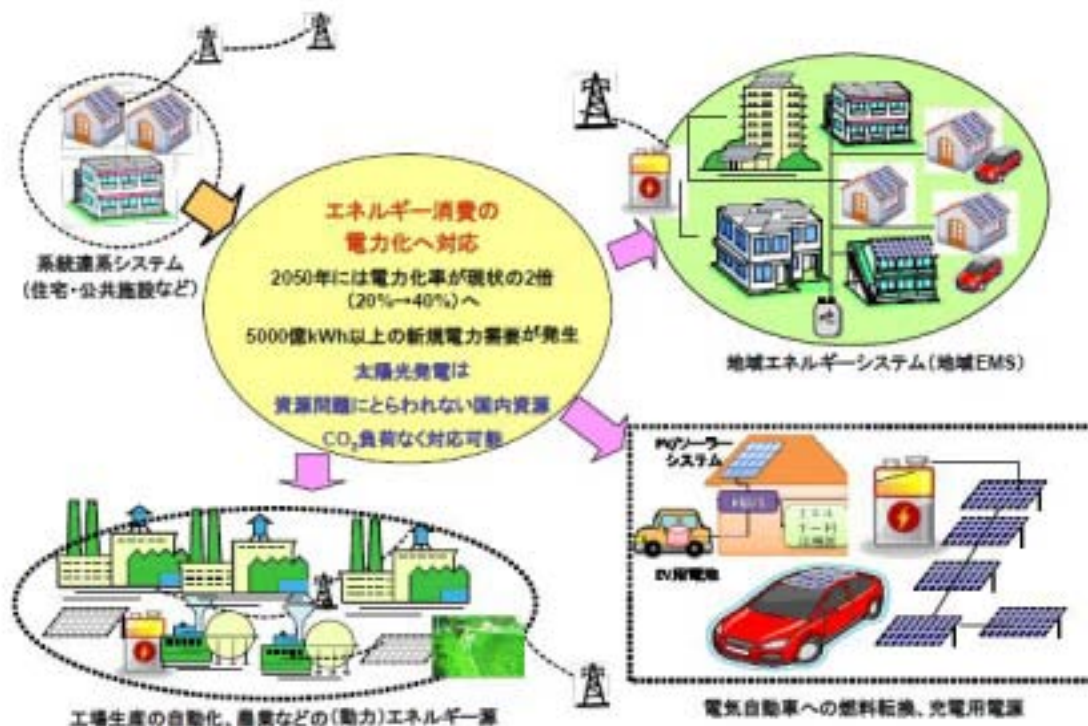 エネルギー消費の
電力化へ対応
2050年には電力化率が現状の2倍
(20%→40%)へ
5000億kWh以上の新規電力需要が発生
太陽光発電は
資源問題にとらわれない国内資源
CO₂負荷なく対応可能
系統連系システム
(住宅・公共施設など)
地域エネルギーシステム(地域EMS)
PV/ソーラー
システム
EV用電池
工場生産の自動化、農業などの(動力)エネルギー源
電気自動車への燃料転換、充電用電源